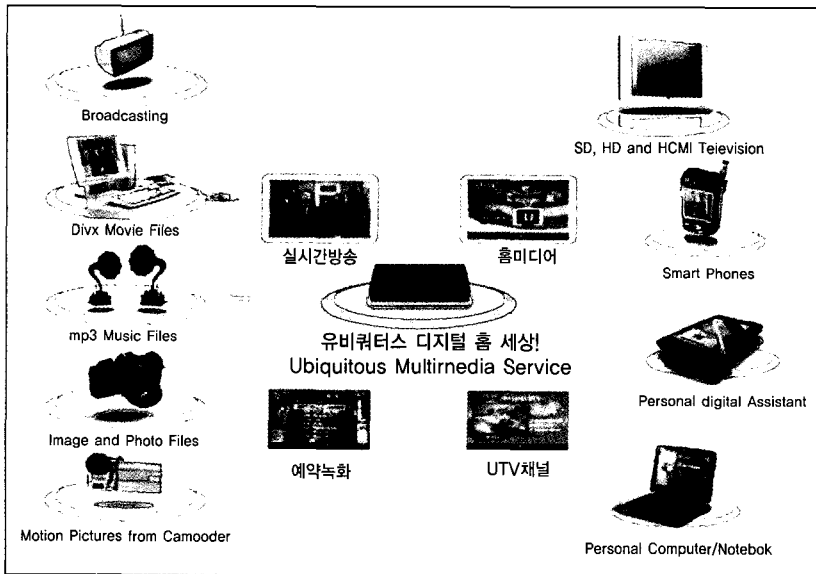 Broadcasting
SD, HD and HCMI Teievision
Divx Movie Files
실시간방송
홈미디어
Smart Phones
mp3 Music Files
유비쿼터스 디지털 홈 세상!
Ubiquitous Multirnedia Service
Personal digital Assistant
Image and Photo Files
예약녹화
UTV채널
Motion Pictures from Camooder
Personal Computer/Notebok